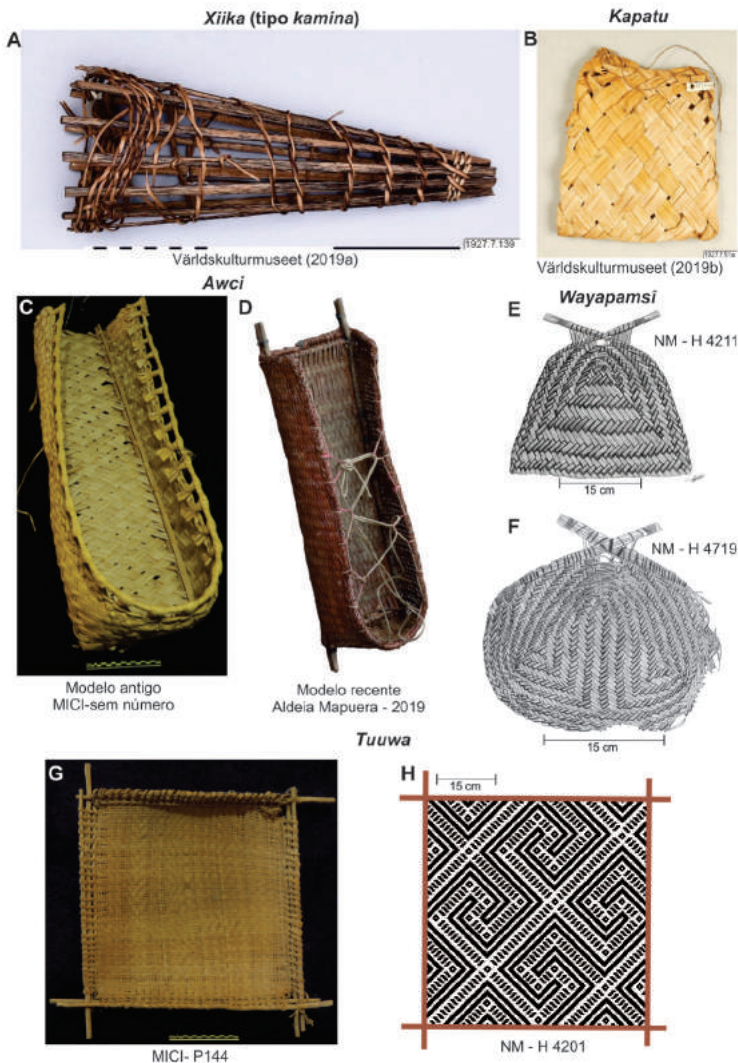 Xiika (tipo kamina)
Kapatu
A
B
1927.7.139
Världskulturmuseet (2019a)
Världskulturmuseet (2019b)
Awci
Wayapamsî
C
D
E
NM - H 4211
15 cm
F
NM - H 4719
15 cm
Modelo antigo
MICI-sem número
Modelo recente
Aldeia Mapuera - 2019
Tuuwa
G
H
15 cm
MICI- P144
NM - H 4201